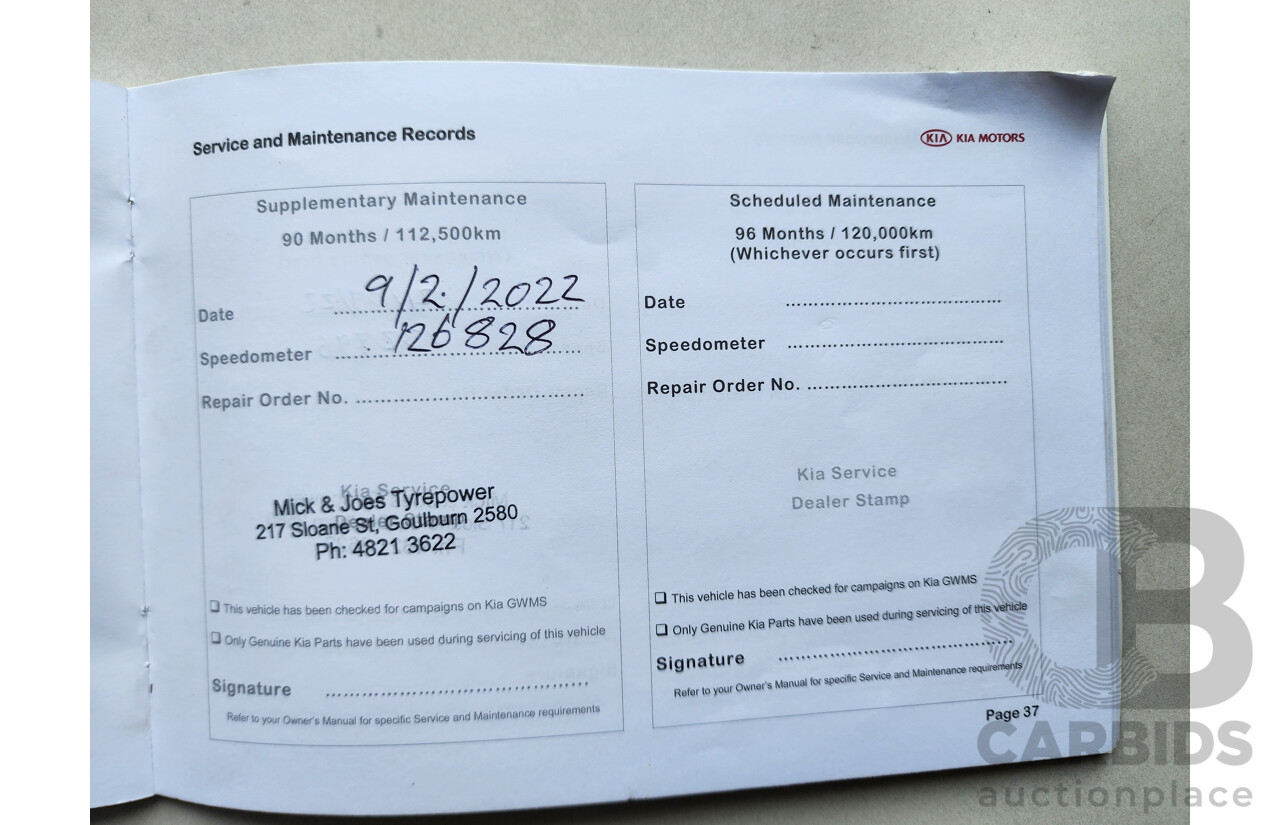 Service and Maintenance Records
KIA KIA MOTORS
Supplementary Maintenance
90 Months / 112,500km
Date 9/2./2022
Speedometer 126828
Repair Order No.
Kia Service
Mick & Joes Tyrepower
217 Sloane St, Goulburn 2580
Ph: 4821 3622
❑ This vehicle has been checked for campaigns on Kia GWMS
❑ Only Genuine Kia Parts have been used during servicing of this vehicle
Signature
Refer to your Owner's Manual for specific Service and Maintenance requirements
Scheduled Maintenance
96 Months / 120,000km
(Whichever occurs first)
Date
Speedometer
Repair Order No.
Kia Service
Dealer Stamp
❑ This vehicle has been checked for campaigns on Kia GWMS
❑ Only Genuine Kia Parts have been used during servicing of this vehicle
Signature
Refer to your Owner's Manual for specific Service and Maintenance requirements
Page 37
CB
CARBIDS
auctionplace